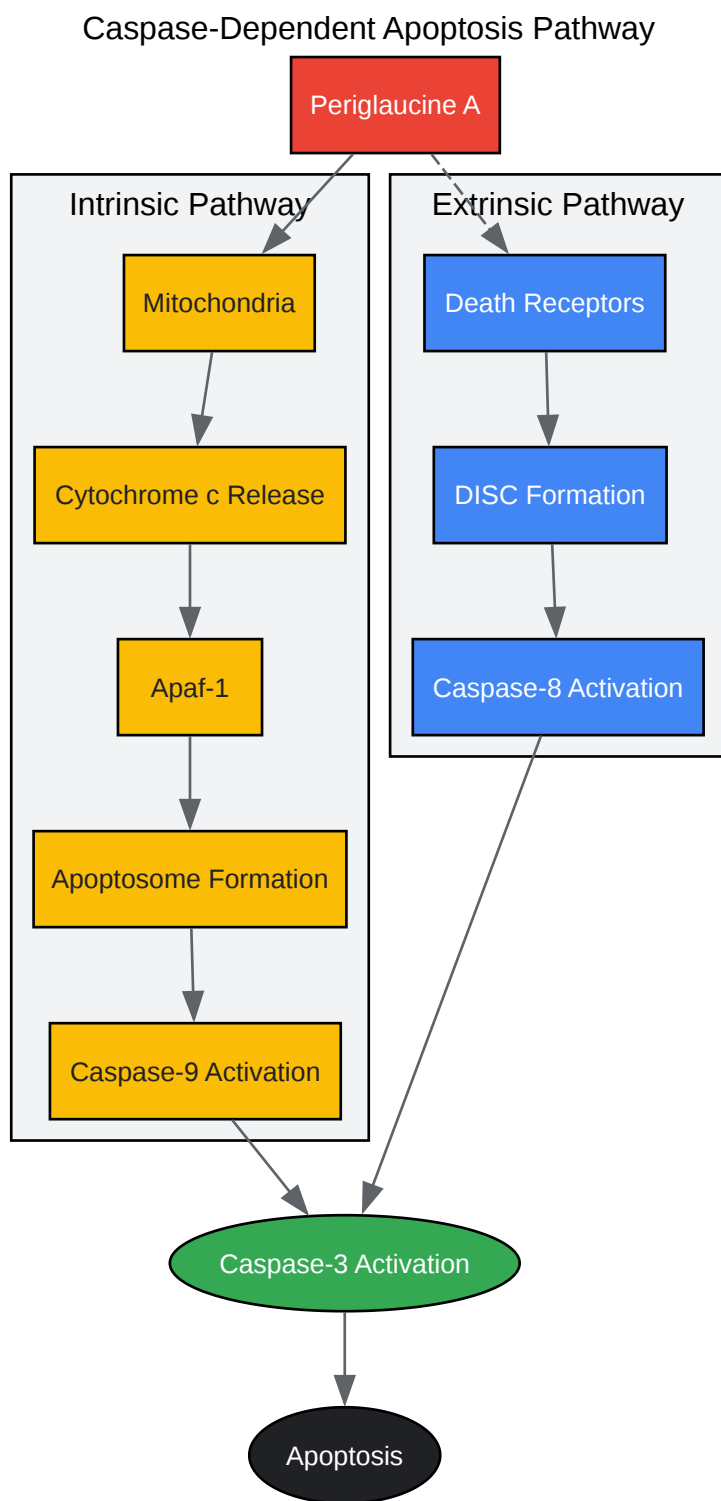 Caspase-Dependent Apoptosis Pathway
Periglaucine A
Intrinsic Pathway
Mitochondria
Cytochrome c Release
Apaf-1
Apoptosome Formation
Caspase-9 Activation
Extrinsic Pathway
Death Receptors
DISC Formation
Caspase-8 Activation
Caspase-3 Activation
Apoptosis